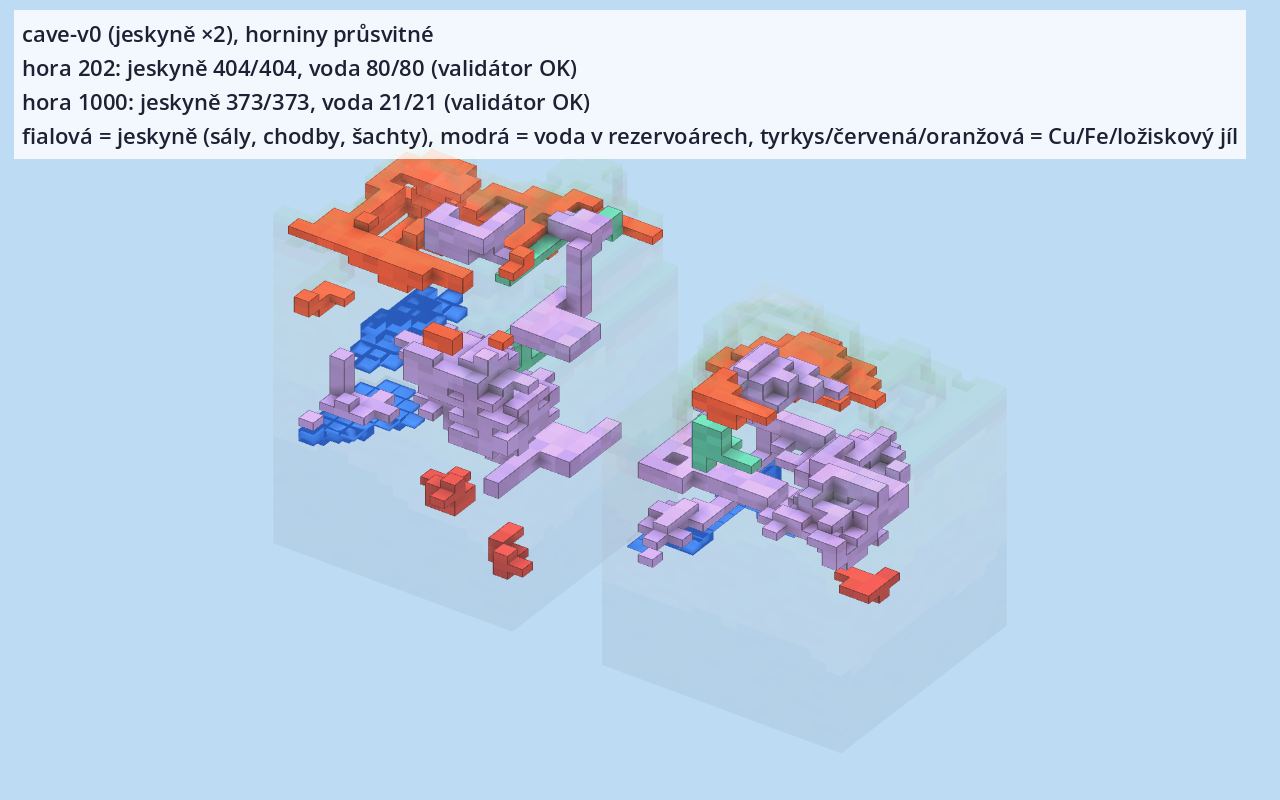 cave-v0 (jeskyně ×2), horniny průsvitné
hora 202: jeskyně 404/404, voda 80/80 (validátor OK)
hora 1000: jeskyně 373/373, voda 21/21 (validátor OK)
fialová = jeskyně (sály, chodby, šachty), modrá = voda v rezervoárech, tyrkys/červená/oranžová = Cu/Fe/ložiskový jíl